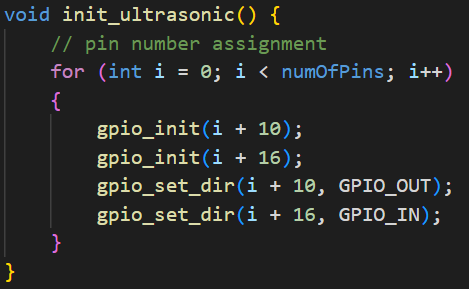 void init_ultrasonic() {
    // pin number assignment
    for (int i = 0; i < numOfPins; i++)
    {
        gpio_init(i + 10);
        gpio_init(i + 16);
        gpio_set_dir(i + 10, GPIO_OUT);
        gpio_set_dir(i + 16, GPIO_IN);
    }
}